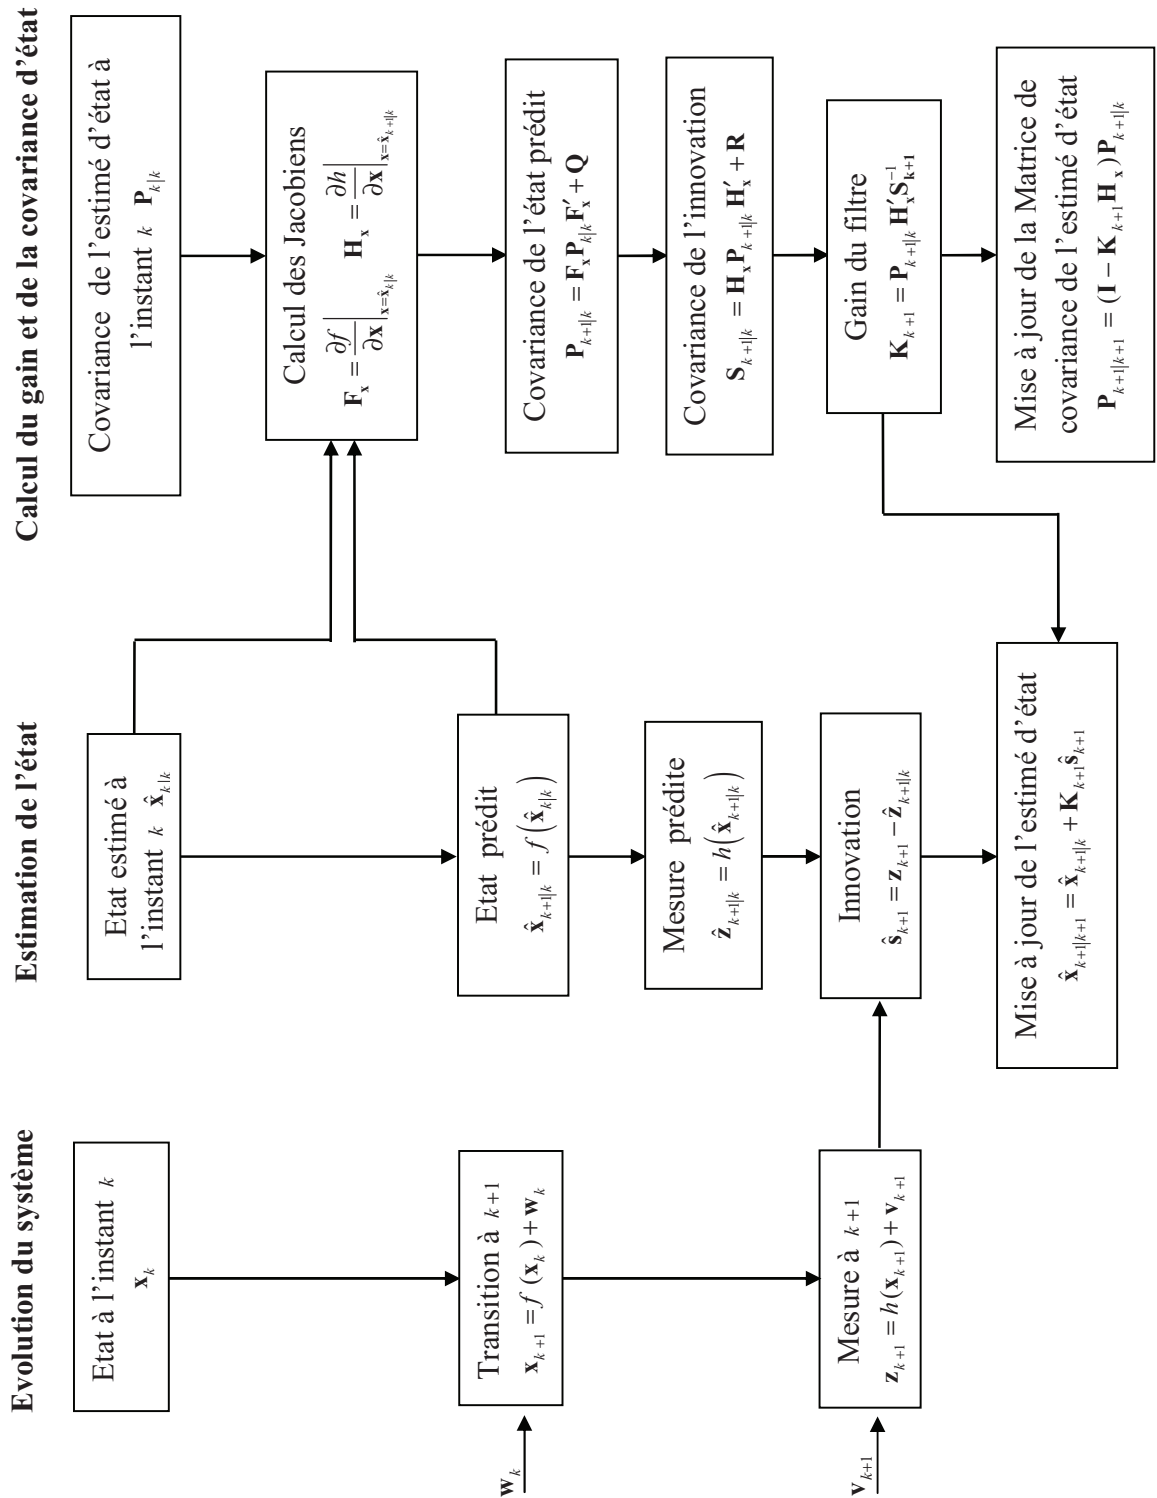 Evolution du système
Etat à l'instant k
x_k
w_k
Transition à k+1
x_{k+1} = f (x_k) + w_k
v_{k+1}
Mesure à k+1
z_{k+1} = h(x_{k+1}) + v_{k+1}
Estimation de l'état
Etat estimé à
l'instant k x̂_{k|k}
Etat prédit
x̂_{k+1|k} = f(x̂_{k|k})
Mesure prédite
ẑ_{k+1|k} = h(x̂_{k+1|k})
Innovation
ŝ_{k+1} = z_{k+1} − ẑ_{k+1|k}
Mise à jour de l'estimé d'état
x̂_{k+1|k+1} = x̂_{k+1|k} + K_{k+1}ŝ_{k+1}
Calcul du gain et de la covariance d'état
Covariance de l'estimé d'état à
l'instant k P_{k|k}
Calcul des Jacobiens
F_x = ∂f/∂x |_{x=x̂_{k|k}} H_x = ∂h/∂x |_{x=x̂_{k+1|k}}
Covariance de l'état prédit
P_{k+1|k} = F_x P_{k|k} F'_x + Q
Covariance de l'innovation
S_{k+1|k} = H_x P_{k+1|k} H'_x + R
Gain du filtre
K_{k+1} = P_{k+1|k} H'_x S^{-1}_{k+1}
Mise à jour de la Matrice de
covariance de l'estimé d'état
P_{k+1|k+1} = (I − K_{k+1} H_x) P_{k+1|k}